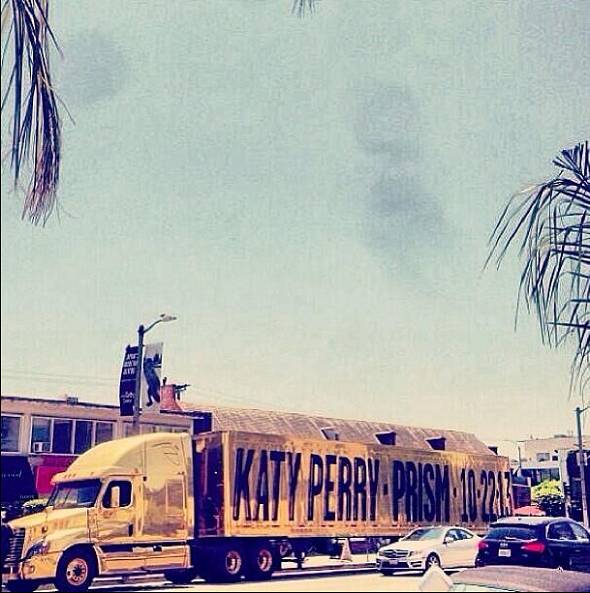 KATY PERRY · PRISM · 10·22·13